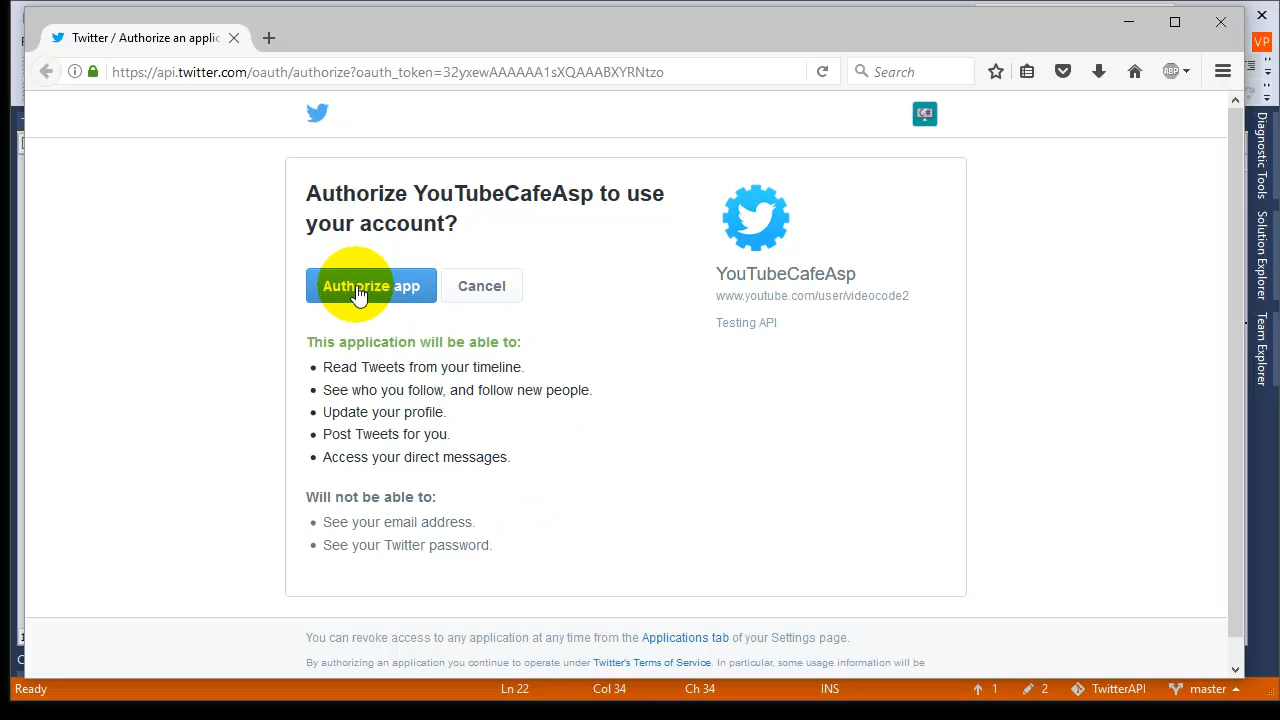 Twitter / Authorize an applic
VP
https://api.twitter.com/oauth/authorize?oauth_token=32yxewAAAAAA1sXQAAABXYRNtzo
Search
ABP
Authorize YouTubeCafeAsp to use
your account?
Authorize app
Cancel
YouTubeCafeAsp
www.youtube.com/user/videocode2
Testing API
This application will be able to:
• Read Tweets from your timeline.
• See who you follow, and follow new people.
• Update your profile.
• Post Tweets for you.
• Access your direct messages.
Will not be able to:
• See your email address.
• See your Twitter password.
You can revoke access to any application at any time from the Applications tab of your Settings page.
By authorizing an application you continue to operate under Twitter's Terms of Service. In particular, some usage information will be
Diagnostic Tools
Solution Explorer
Team Explorer
Ready
Ln 22
Col 34
Ch 34
INS
1
2
TwitterAPI
master